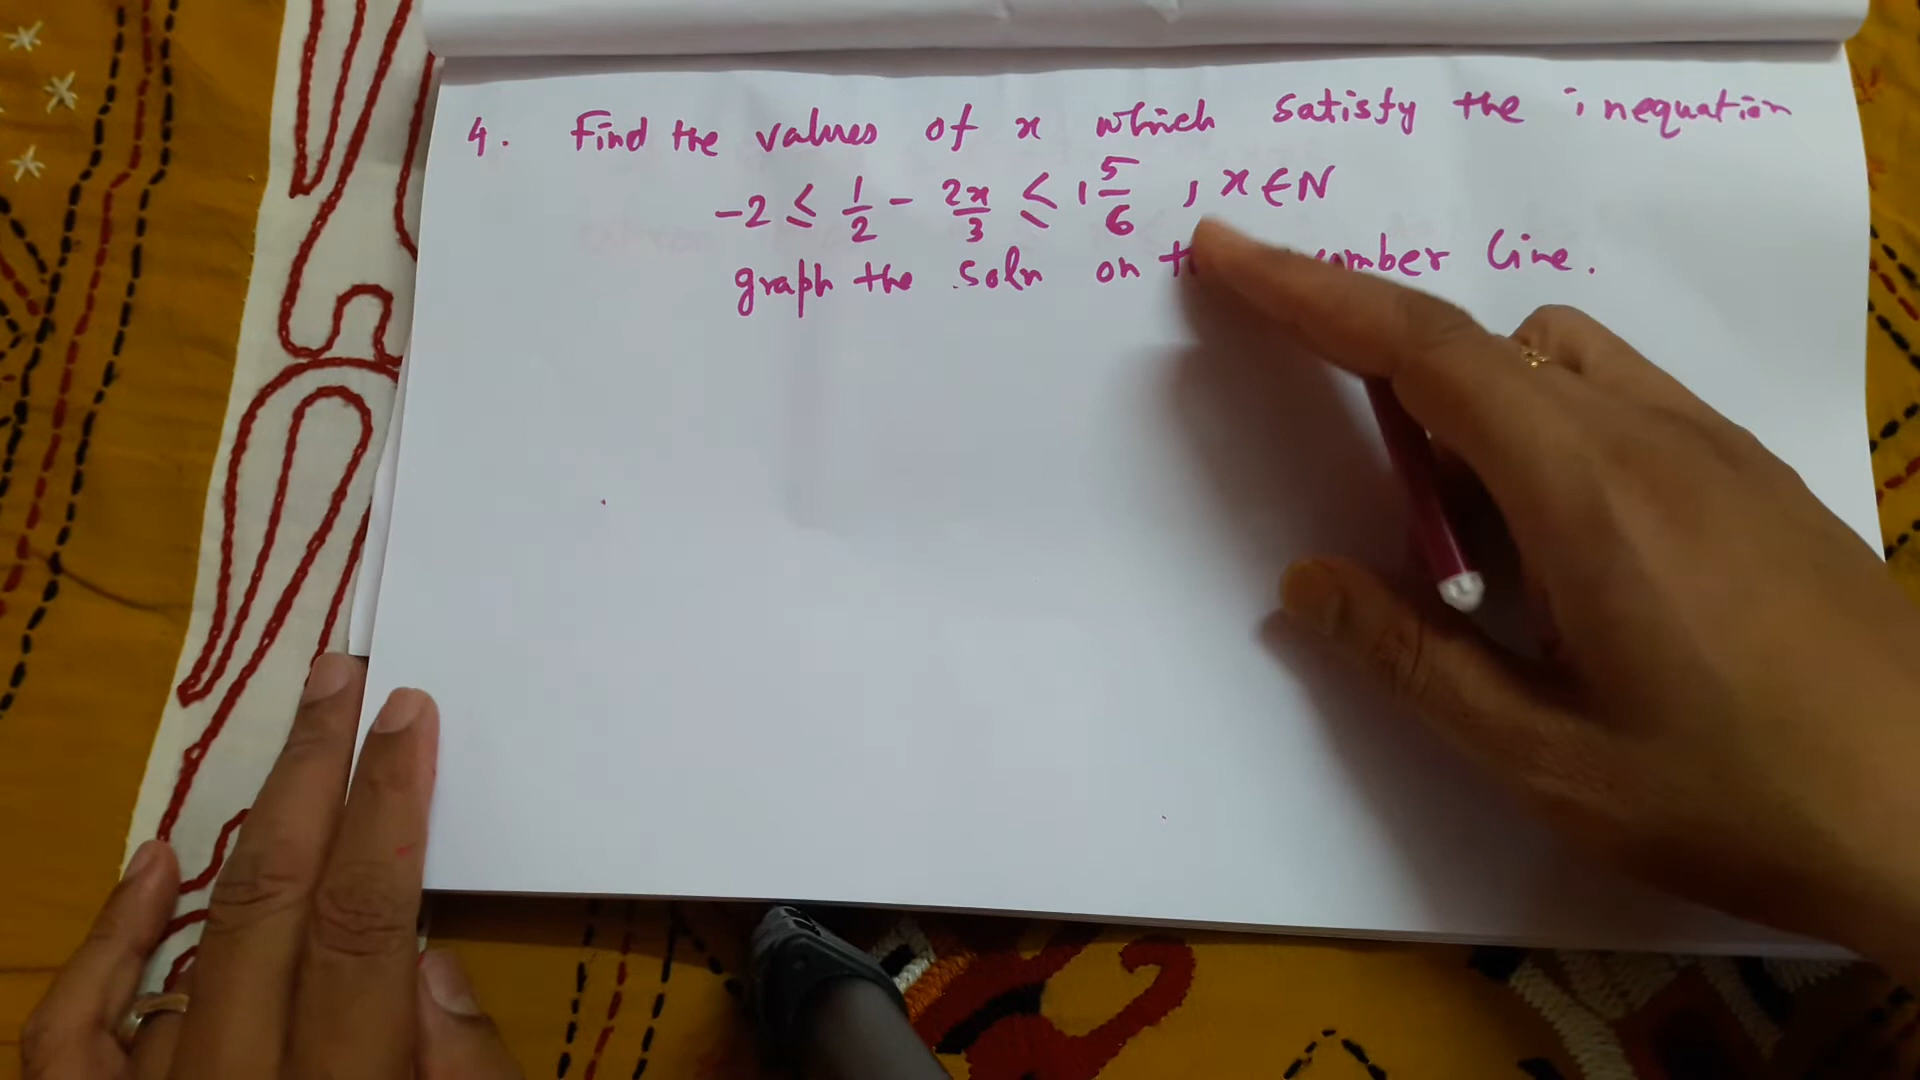 4. Find the values of x which satisfy the inequation
-2 ≤ 1/2 - 2x/3 ≤ 1 5/6 , x ∈ N
graph the soln on line.